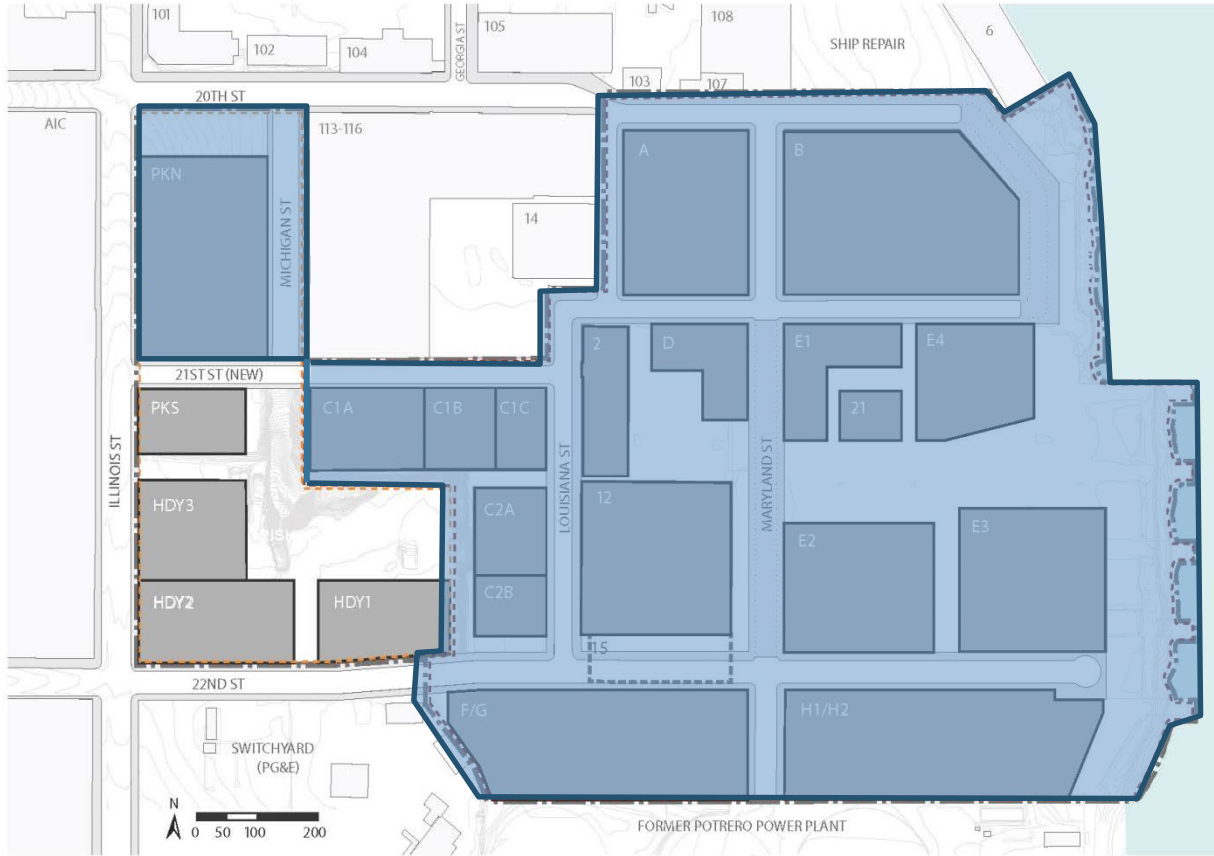 101
102
104
GEORGIA ST
105
108
103
107
SHIP REPAIR
6
20TH ST
AIC
PKN
MICHIGAN ST
113-116
14
A
B
21ST ST (NEW)
2
D
E1
E4
21
PKS
C1A
C1B
C1C
ILLINOIS ST
LOUISIANA ST
MARYLAND ST
HDY3
C2A
12
E2
E3
HDY2
HDY1
C2B
15
22ND ST
F/G
H1/H2
SWITCHYARD
(PG&E)
N
0 50 100 200
FORMER POTRERO POWER PLANT